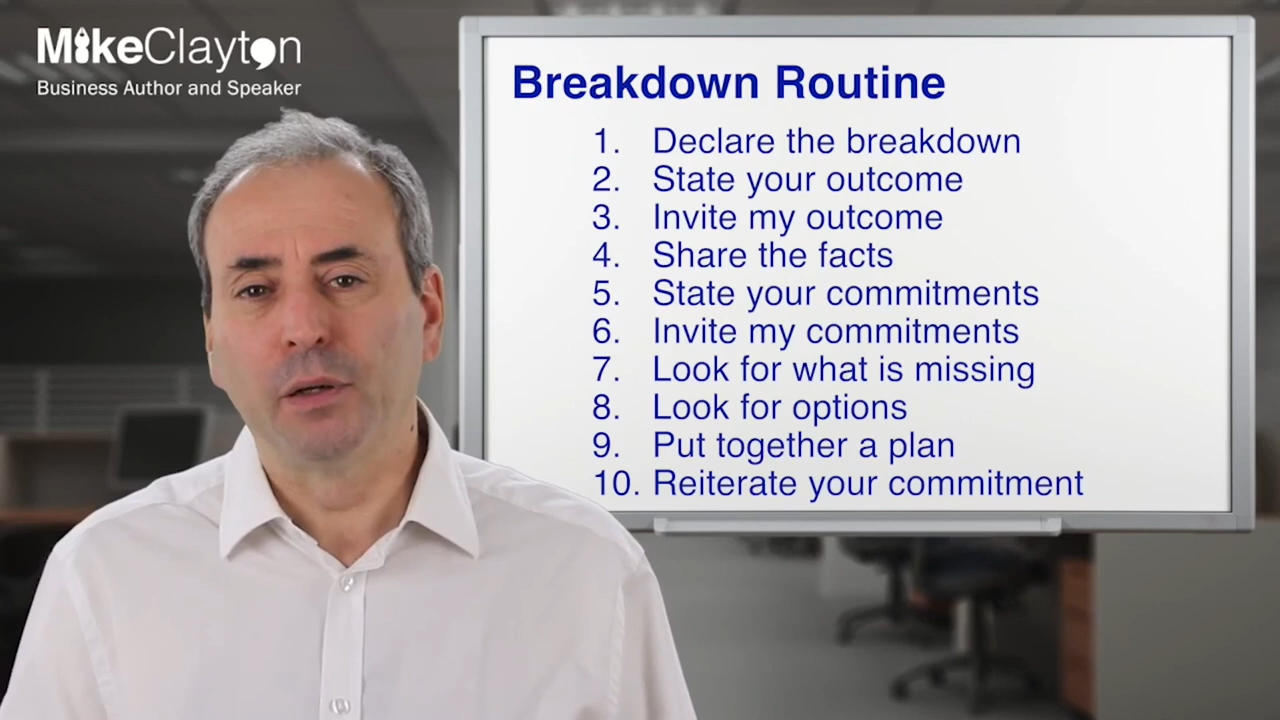 MikeClayton
Business Author and Speaker
Breakdown Routine
1. Declare the breakdown
2. State your outcome
3. Invite my outcome
4. Share the facts
5. State your commitments
6. Invite my commitments
7. Look for what is missing
8. Look for options
9. Put together a plan
10. Reiterate your commitment